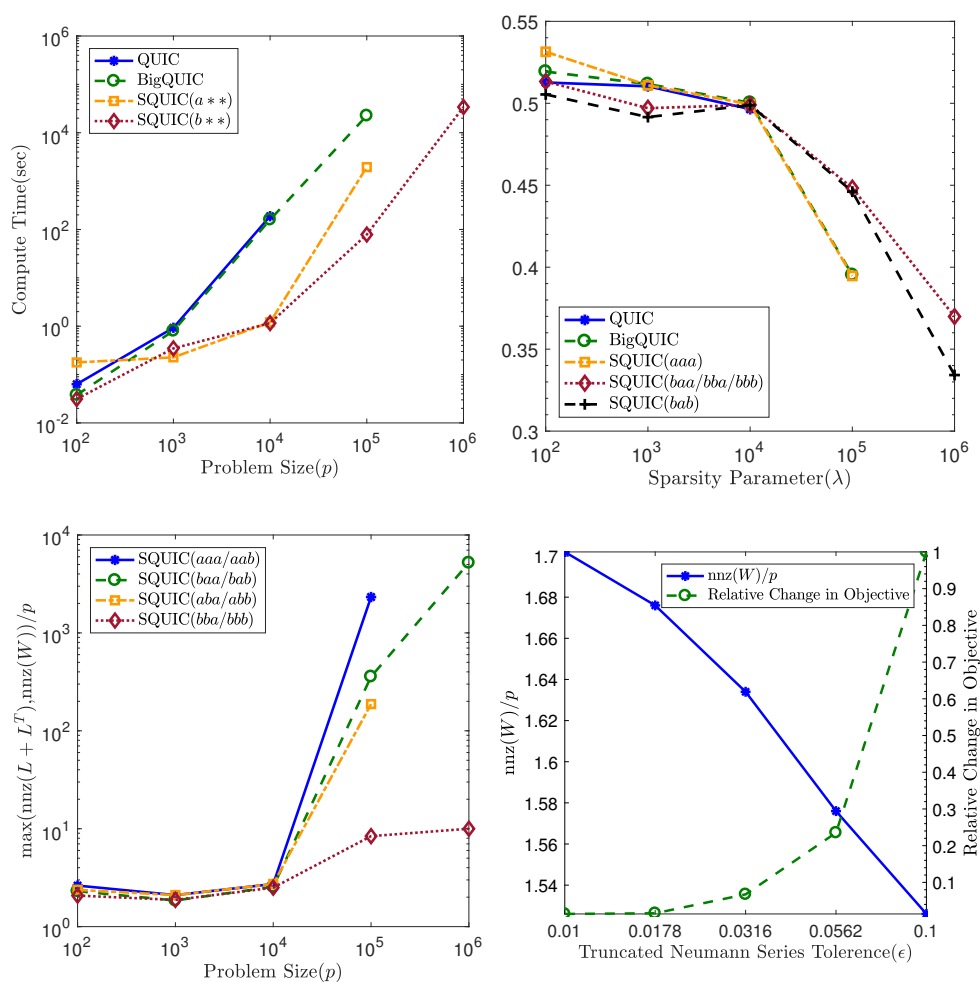 10^6
10^4
10^2
10^0
10^{-2}
Compute Time(sec)
QUIC
BigQUIC
SQUIC(a**)
SQUIC(b**)
10^2 10^3 10^4 10^5 10^6
Problem Size(p)
0.55
0.5
0.45
0.4
0.35
0.3
QUIC
BigQUIC
SQUIC(aaa)
SQUIC(baa/bba/bbb)
SQUIC(bab)
10^2 10^3 10^4 10^5 10^6
Sparsity Parameter(λ)
10^4
10^3
10^2
10^1
10^0
max(nnz(L + L^T),nnz(W))/p
SQUIC(aaa/aab)
SQUIC(baa/bab)
SQUIC(aba/abb)
SQUIC(bba/bbb)
10^2 10^3 10^4 10^5 10^6
Problem Size(p)
1.7
1.68
1.66
1.64
1.62
1.6
1.58
1.56
1.54
nnz(W)/p
nnz(W)/p
Relative Change in Objective
1
0.9
0.8
0.7
0.6
0.5
0.4
0.3
0.2
0.1
Relative Change in Objective
0.01 0.0178 0.0316 0.0562 0.1
Truncated Neumann Series Tolerence(ϵ)